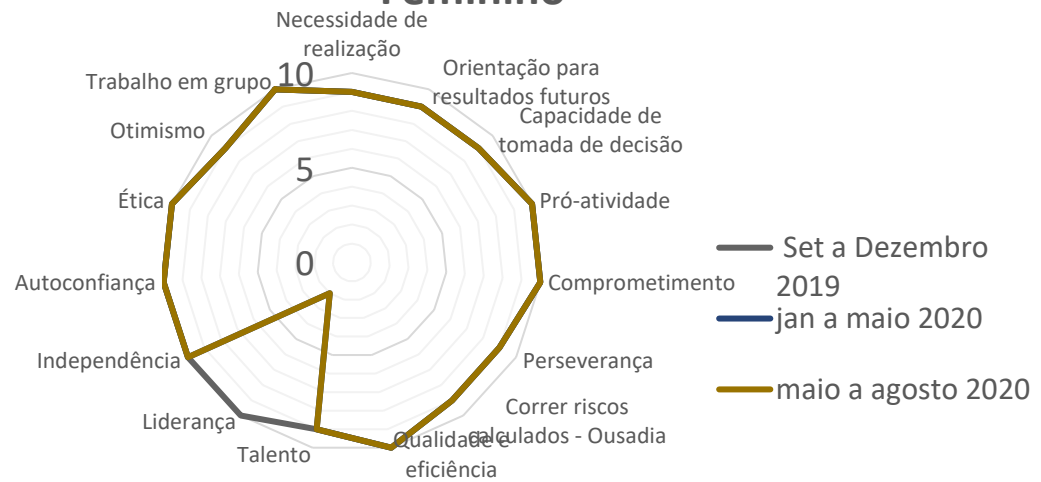 Feminino
Necessidade de
realização
Orientação para
resultados futuros
Capacidade de
tomada de decisão
Pró-atividade
Comprometimento
Perseverança
Correr riscos
calculados - Ousadia
Qualidade e
eficiência
Talento
Liderança
Independência
Autoconfiança
Ética
Otimismo
Trabalho em grupo
10
5
0
Set a Dezembro
2019
jan a maio 2020
maio a agosto 2020